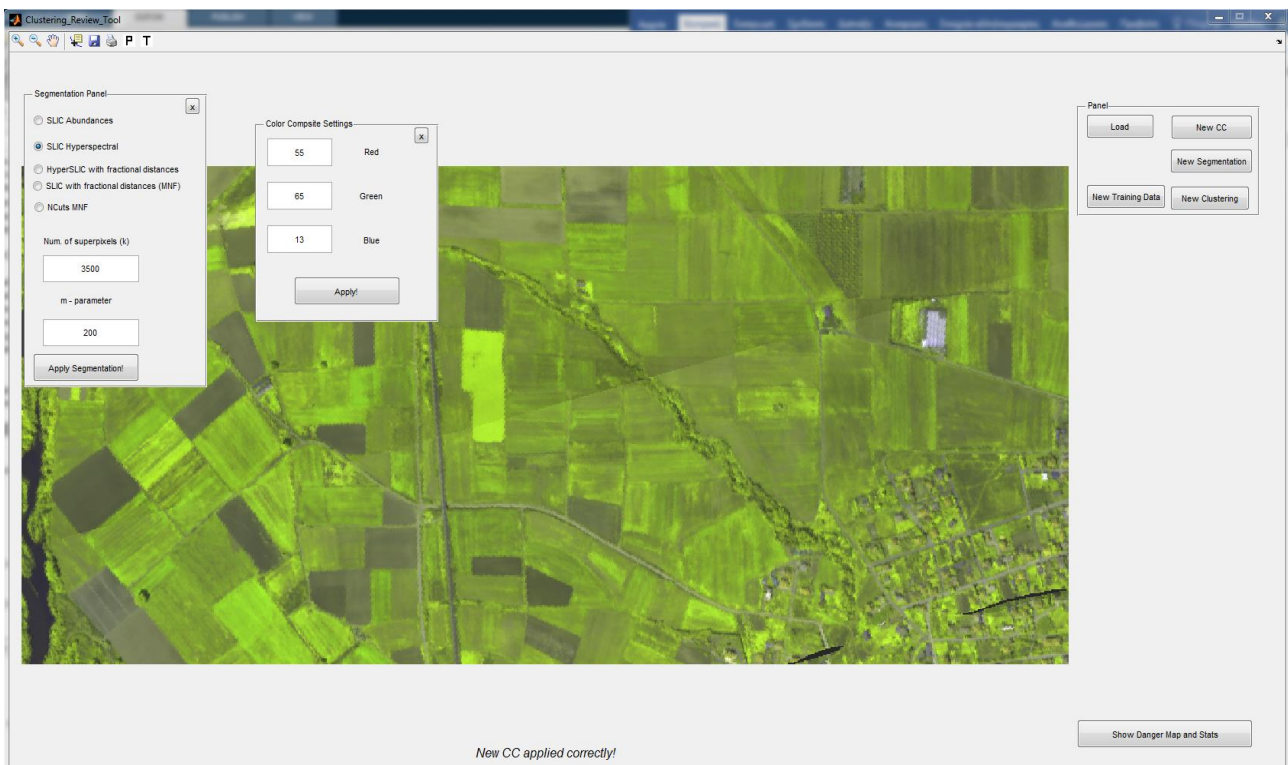 Clustering_Review_Tool
P T
Segmentation Panel
x
SLIC Abundances
SLIC Hyperspectral
HyperSLIC with fractional distances
SLIC with fractional distances (MNF)
NCuts MNF
Num. of superpixels (k)
3500
m - parameter
200
Apply Segmentation!
Color Compsite Settings
x
55 Red
65 Green
13 Blue
Apply!
Panel
Load New CC
New Segmentation
New Training Data New Clustering
New CC applied correctly!
Show Danger Map and Stats